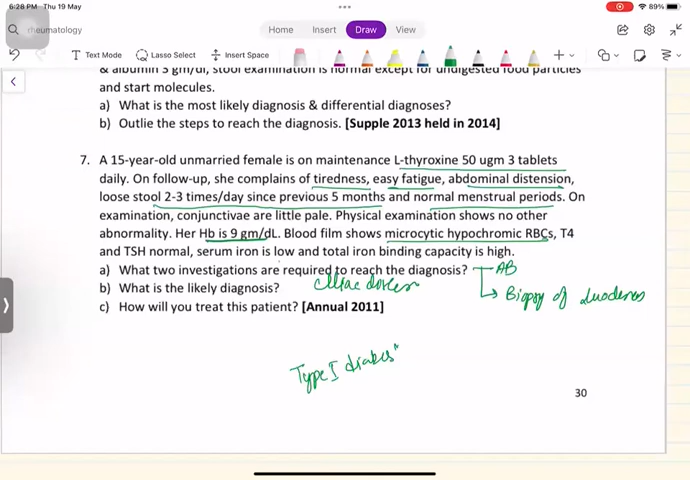 6:28 PM Thu 19 May
89%
rheumatology
Home Insert Draw View
Text Mode Lasso Select Insert Space
& albumin 3 gm/dl, stool examination is normal except for undigested food particles
and start molecules.
a) What is the most likely diagnosis & differential diagnoses?
b) Outlie the steps to reach the diagnosis. [Supple 2013 held in 2014]
7. A 15-year-old unmarried female is on maintenance L-thyroxine 50 ugm 3 tablets
daily. On follow-up, she complains of tiredness, easy fatigue, abdominal distension,
loose stool 2-3 times/day since previous 5 months and normal menstrual periods. On
examination, conjunctivae are little pale. Physical examination shows no other
abnormality. Her Hb is 9 gm/dL. Blood film shows microcytic hypochromic RBCs, T4
and TSH normal, serum iron is low and total iron binding capacity is high.
a) What two investigations are required to reach the diagnosis? AB
b) What is the likely diagnosis? Biopsy of
c) How will you treat this patient? [Annual 2011]
Type I
30